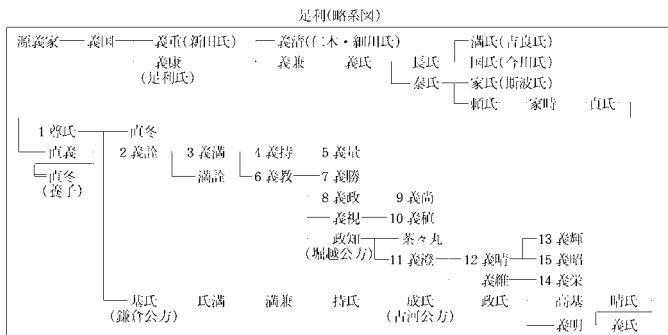 足利(略系図)
源義家 義国 義重(新田氏) 義清(仁木・細川氏) 満氏(吉良氏)
義康 義兼 義氏 長氏 国氏(今川氏)
(足利氏) 泰氏 家氏(斯波氏)
頼氏 家時 貞氏
1 尊氏 直冬
直義 2 義詮 3 義満 4 義持 5 義量
直冬 満詮 6 義教 7 義勝
(養子)
8 義政 9 義尚
義視 10 義稙
政知 茶々丸 13 義輝
(堀越公方) 11 義澄 12 義晴 15 義昭
義維 14 義栄
基氏 氏満 満兼 持氏 成氏 政氏 高基 晴氏
(鎌倉公方) (古河公方)
義明 義氏